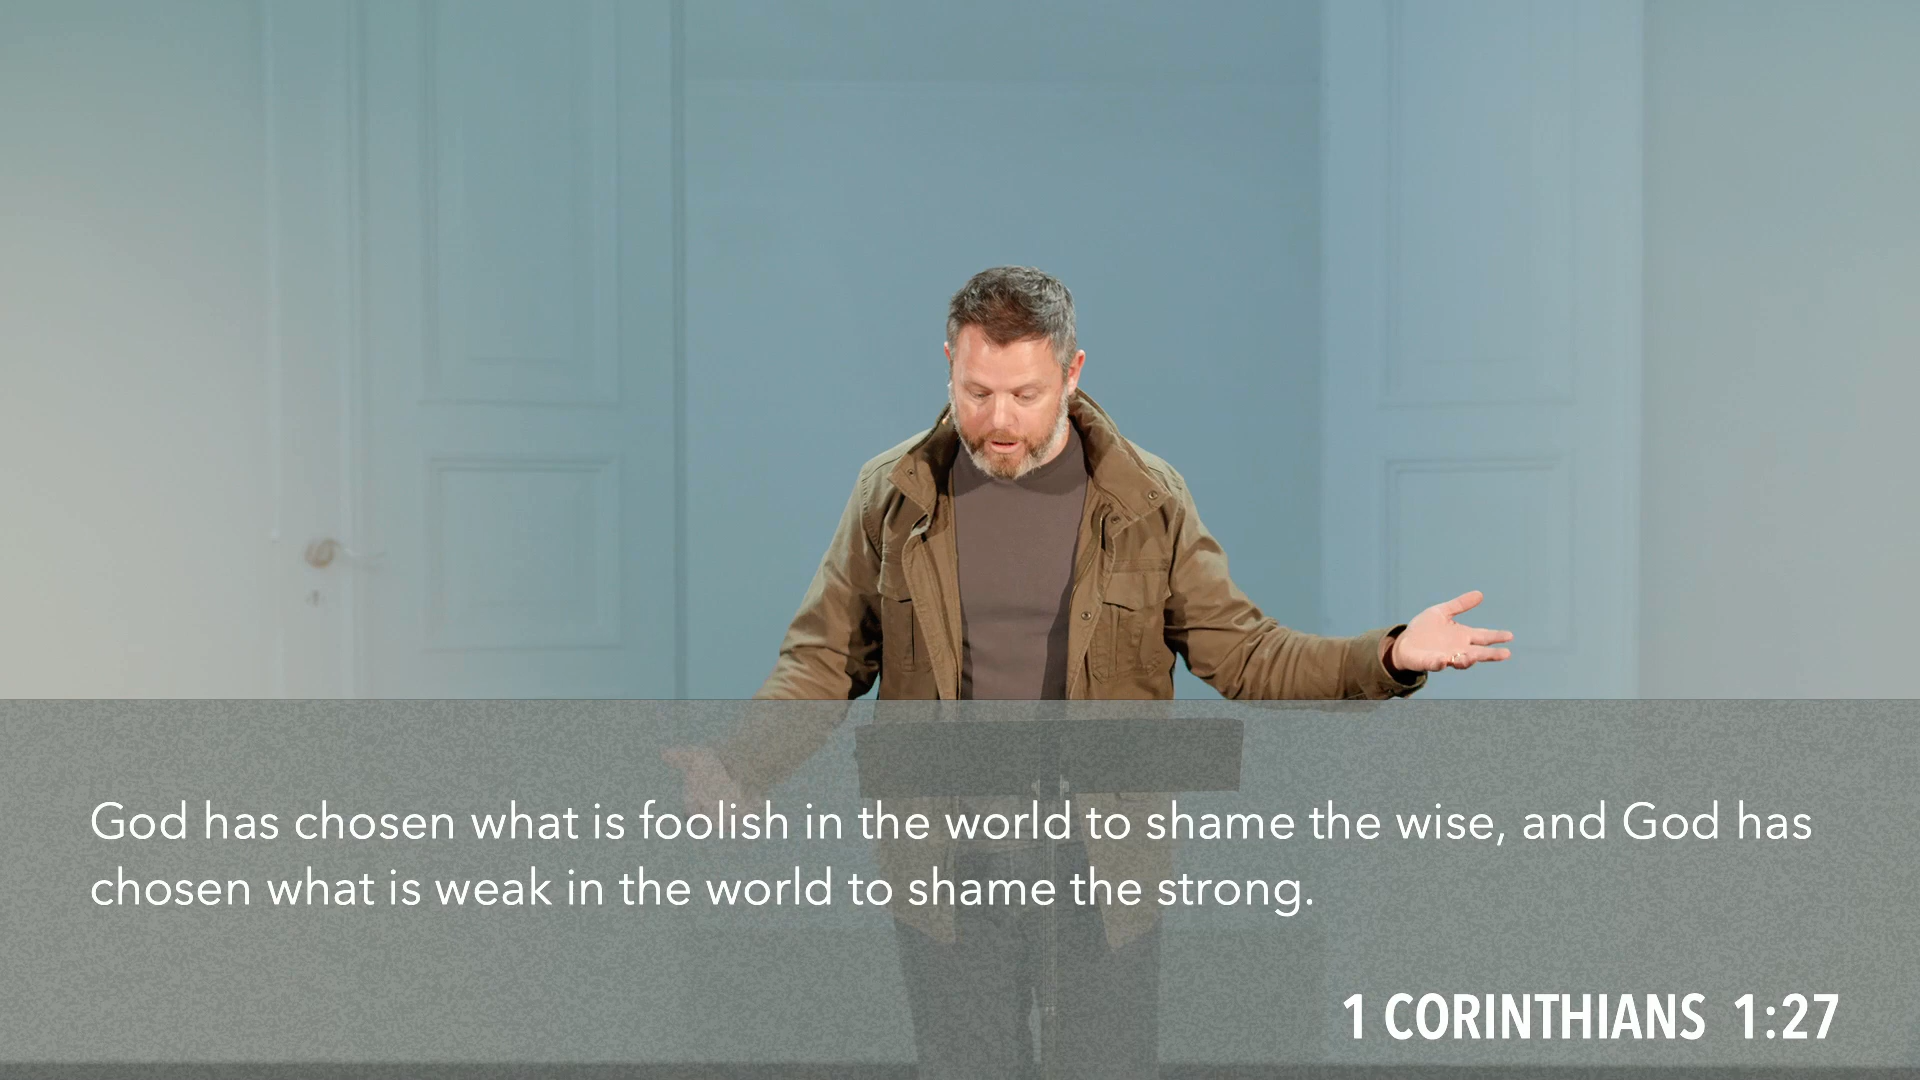 God has chosen what is foolish in the world to shame the wise, and God has
chosen what is weak in the world to shame the strong.
1 CORINTHIANS 1:27